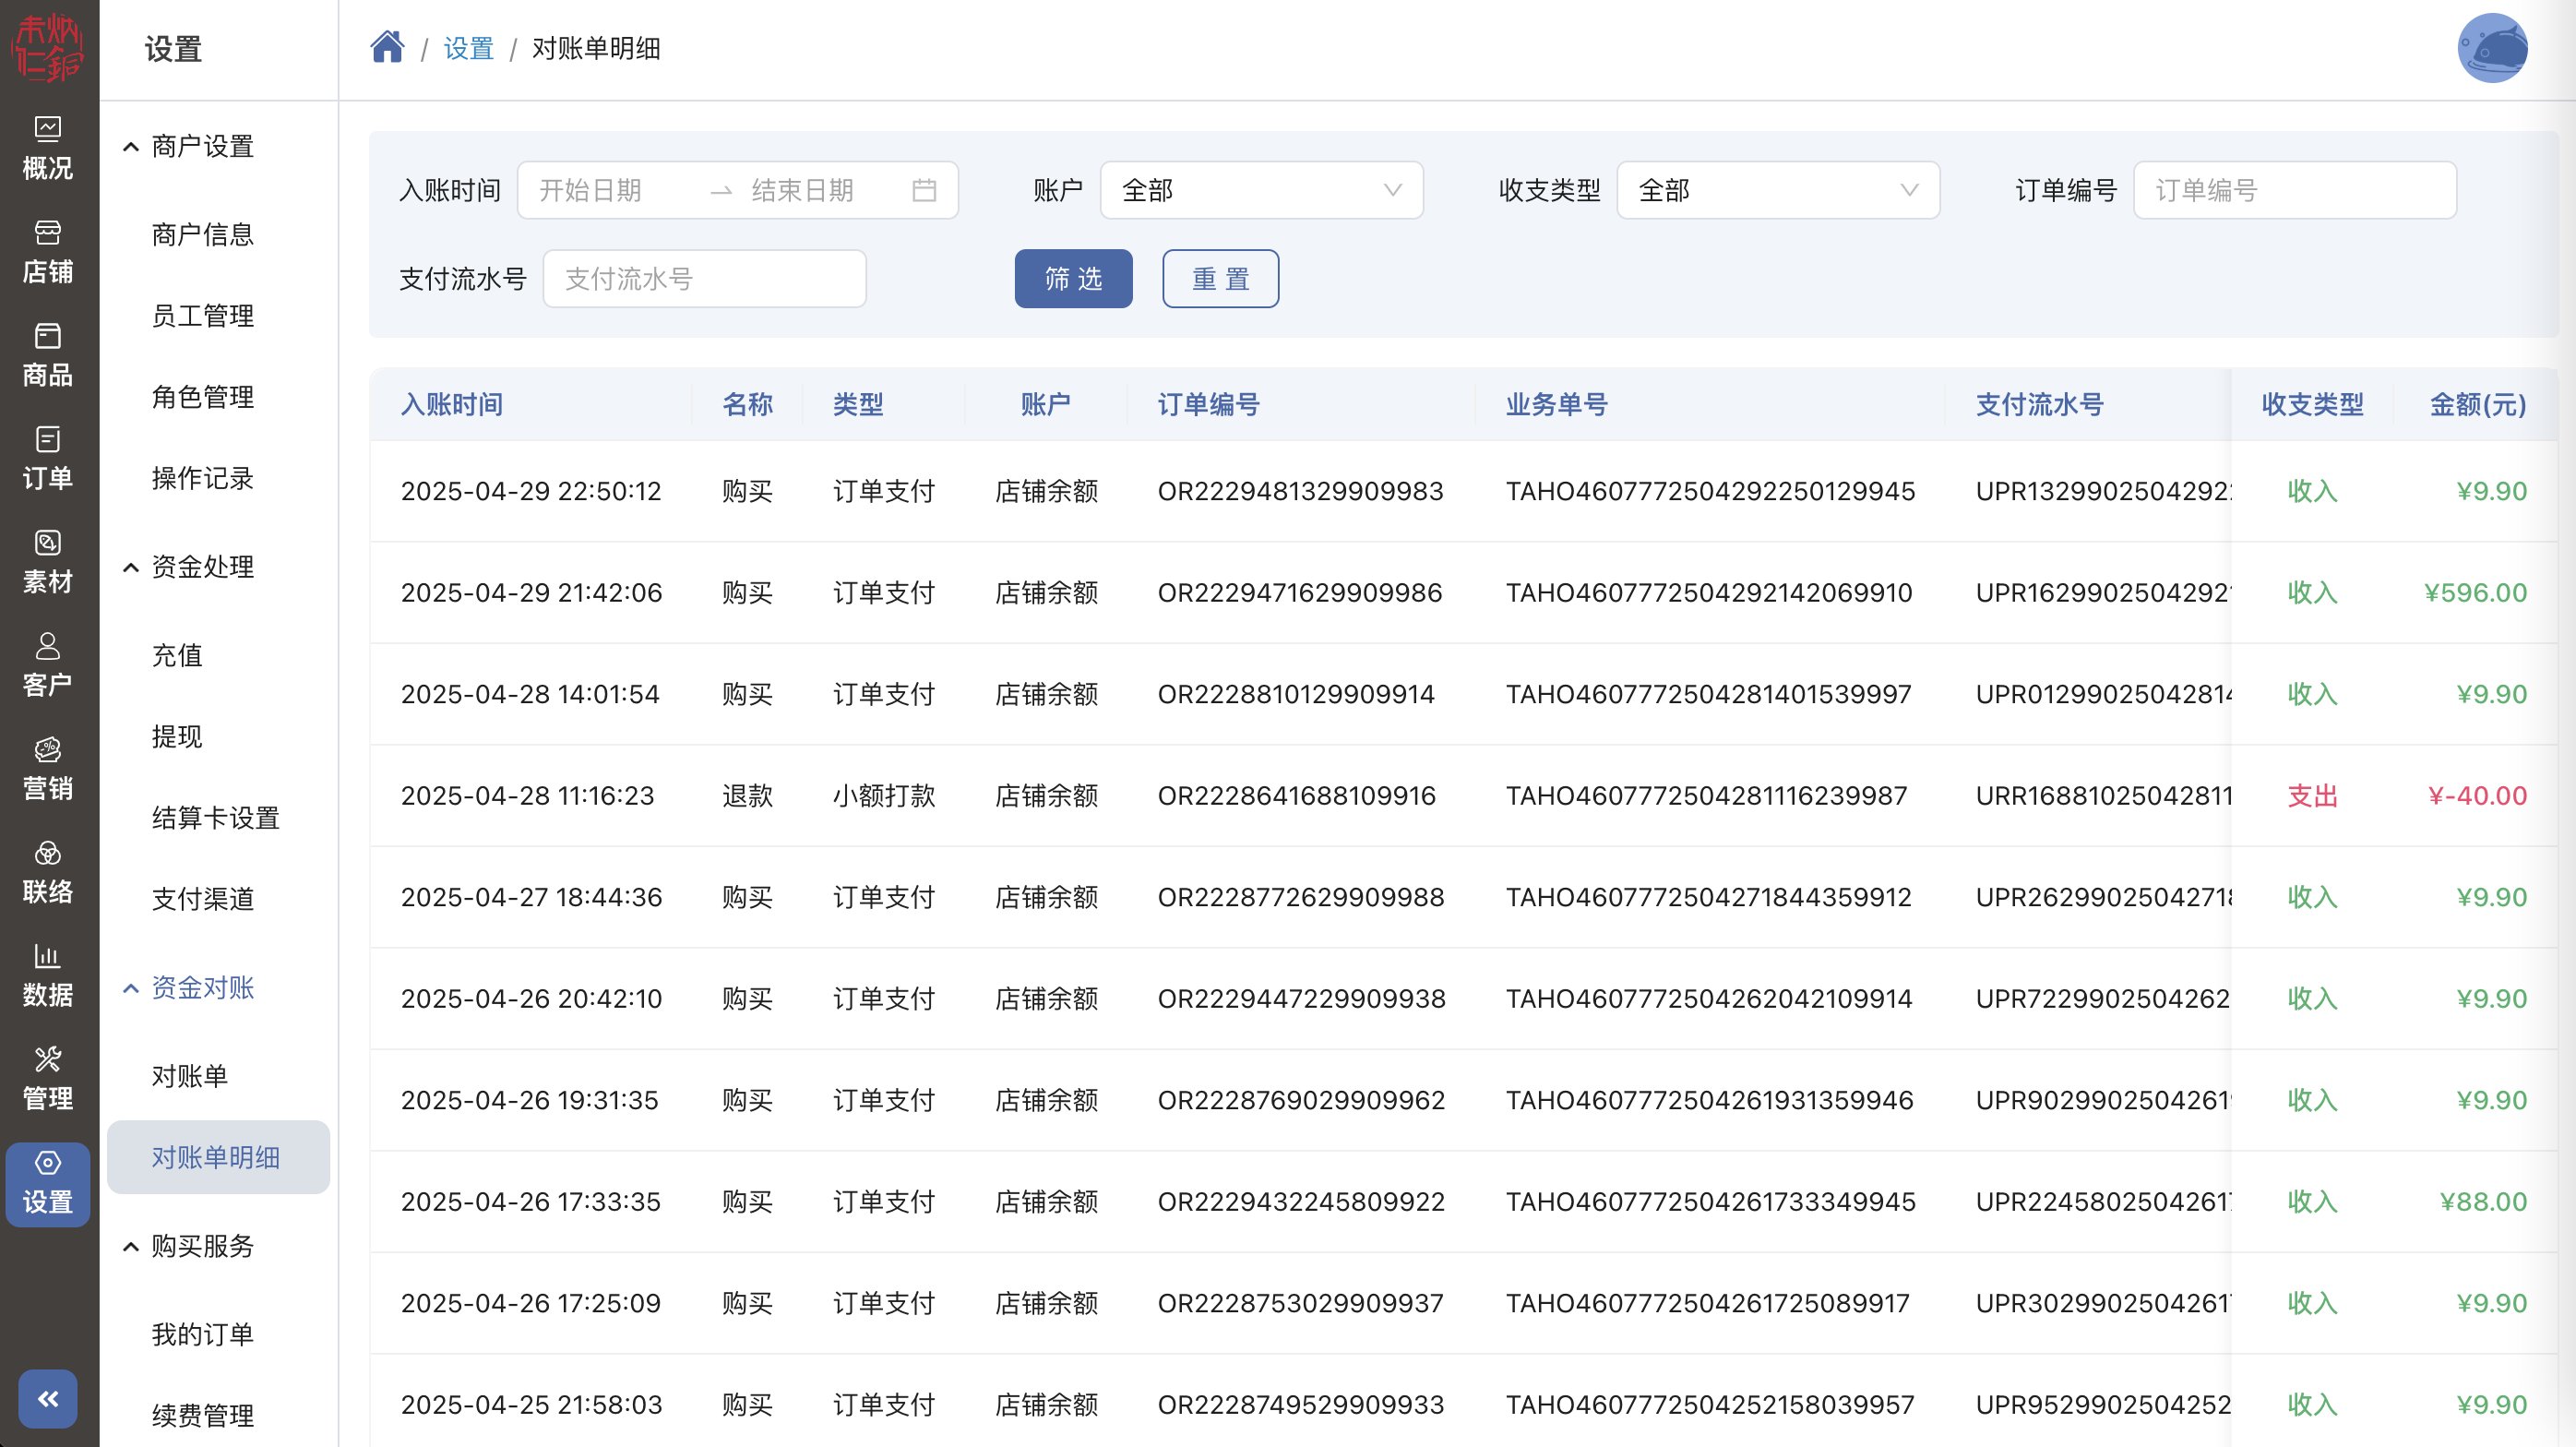 设置
设置 / 对账单明细
概况
店铺
商品
订单
素材
客户
营销
联络
数据
管理
设置
商户设置
商户信息
员工管理
角色管理
操作记录
资金处理
充值
提现
结算卡设置
支付渠道
资金对账
对账单
对账单明细
购买服务
我的订单
续费管理
入账时间 开始日期 → 结束日期 账户 全部 收支类型 全部 订单编号 订单编号
支付流水号 支付流水号 筛 选 重 置
入账时间 名称 类型 账户 订单编号 业务单号 支付流水号 收支类型 金额(元)
2025-04-29 22:50:12 购买 订单支付 店铺余额 OR2229481329909983 TAHO4607772504292250129945 UPR1329902504292 收入 ¥9.90
2025-04-29 21:42:06 购买 订单支付 店铺余额 OR2229471629909986 TAHO4607772504292142069910 UPR1629902504292 收入 ¥596.00
2025-04-28 14:01:54 购买 订单支付 店铺余额 OR2228810129909914 TAHO4607772504281401539997 UPR0129902504281 收入 ¥9.90
2025-04-28 11:16:23 退款 小额打款 店铺余额 OR2228641688109916 TAHO4607772504281116239987 URR16881025042811 支出 ¥-40.00
2025-04-27 18:44:36 购买 订单支付 店铺余额 OR2228772629909988 TAHO4607772504271844359912 UPR2629902504271 收入 ¥9.90
2025-04-26 20:42:10 购买 订单支付 店铺余额 OR2229447229909938 TAHO4607772504262042109914 UPR7229902504262 收入 ¥9.90
2025-04-26 19:31:35 购买 订单支付 店铺余额 OR2228769029909962 TAHO4607772504261931359946 UPR9029902504261 收入 ¥9.90
2025-04-26 17:33:35 购买 订单支付 店铺余额 OR2229432245809922 TAHO4607772504261733349945 UPR2245802504261 收入 ¥88.00
2025-04-26 17:25:09 购买 订单支付 店铺余额 OR2228753029909937 TAHO4607772504261725089917 UPR3029902504261 收入 ¥9.90
2025-04-25 21:58:03 购买 订单支付 店铺余额 OR2228749529909933 TAHO4607772504252158039957 UPR9529902504252 收入 ¥9.90